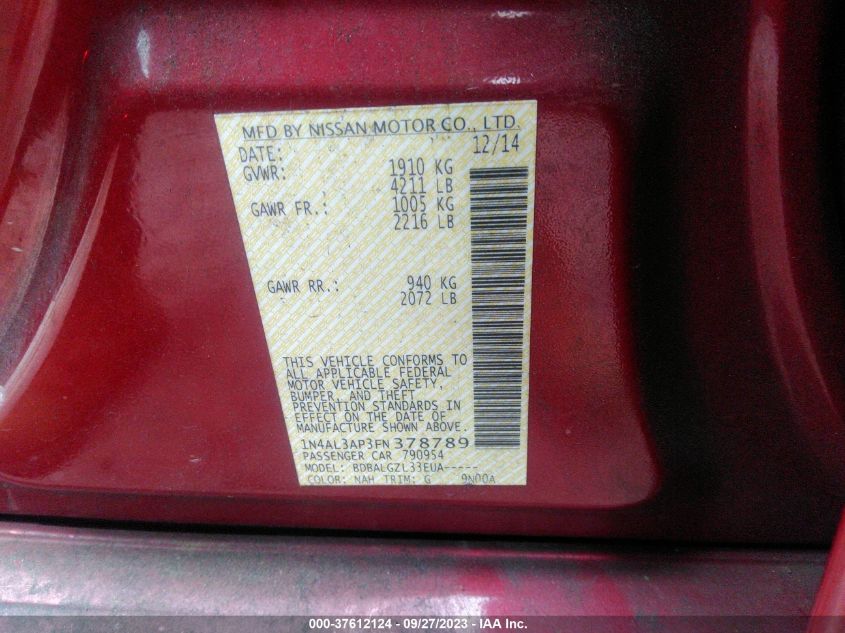 MFD BY NISSAN MOTOR CO., LTD.
DATE: 12/14
GVWR: 1910 KG
4211 LB
GAWR FR.: 1005 KG
2216 LB
GAWR RR.: 940 KG
2072 LB
THIS VEHICLE CONFORMS TO
ALL APPLICABLE FEDERAL
MOTOR VEHICLE SAFETY,
BUMPER, AND THEFT
PREVENTION STANDARDS IN
EFFECT ON THE DATE OF
MANUFACTURE SHOWN ABOVE.
1N4AL3AP3FN378789
PASSENGER CAR 790954
MODEL: BDBALGZL33EUA-----
COLOR: NAH TRIM: G 9N00A
000-37612124 - 09/27/2023 - IAA Inc.